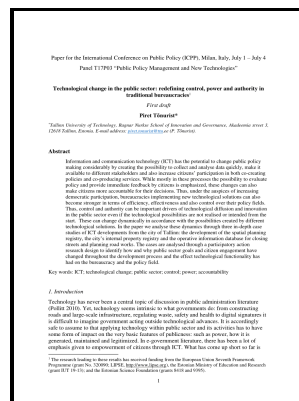 Paper for the International Conference on Public Policy (ICPP), Milan, Italy, July 1 – July 4
Panel T17P03 “Public Policy Management and New Technologies”
Technological change in the public sector: redefining control, power and authority in
traditional bureaucracies¹
First draft
Piret Tõnurist*
*Tallinn University of Technology, Ragnar Nurkse School of Innovation and Governance, Akadeemia street 3,
12618 Tallinn, Estonia. E-mail address: piret.tonurist@ttu.ee (P. Tõnurist).
Abstract
Information and communication technology (ICT) has the potential to change public policy
making considerably by creating the possibility to collect and analyse data quickly, make it
available to different stakeholders and also increase citizens’ participation in both co-creating
policies and co-producing services. While mostly in these processes the possibility to evaluate
policy and provide immediate feedback by citizens is emphasized, these changes can also
make citizens more accountable for their decisions. Thus, under the auspices of increasing
democratic participation, bureaucracies implementing new technological solutions can also
become stronger in terms of efficiency, effectiveness and also control over their policy fields.
Thus, control and authority can be important drivers of technological diffusion and innovation
in the public sector even if the technological possibilities are not realised or intended from the
start. These can change dynamically in accordance with the possibilities created by different
technological solutions. In the paper we analyse these dynamics through three in-depth case
studies of ICT developments from the city of Tallinn: the development of the spatial planning
registry, the city’s internal property registry and the operative information database for closing
streets and planning road works. The cases are analysed through a participatory action
research design to identify how and why public sector goals and citizen engagement have
changed throughout the development process and the effect technological functionality has
had on the bureaucracy and the policy field.
Key words: ICT; technological change; public sector; control; power; accountability
1. Introduction
Technology has never been a central topic of discussion in public administration literature
(Pollitt 2010). Yet, technology seems intrinsic to what governments do: from constructing
roads and large-scale infrastructure, regulating waste, safety and health to digital signatures it
is difficult to imagine government acting outside technological advances. It is accordingly
safe to assume that applying technology within public sector and its activities has to have
some form of impact on the very basic features of publicness: such as power, how it is
generated, maintained and legitimized. In e-government literature, there has been a lot of
emphasis given to empowerment of citizens through ICT. What has come up short so far is
¹ The research leading to these results has received funding from the European Union Seventh Framework
Programme (grant No. 320090; LIPSE, http://www.lipse.org), the Estonian Ministry of Education and Research
(grant IUT 19-13); and the Estonian Science Foundation (grants 9418 and 9395).
1